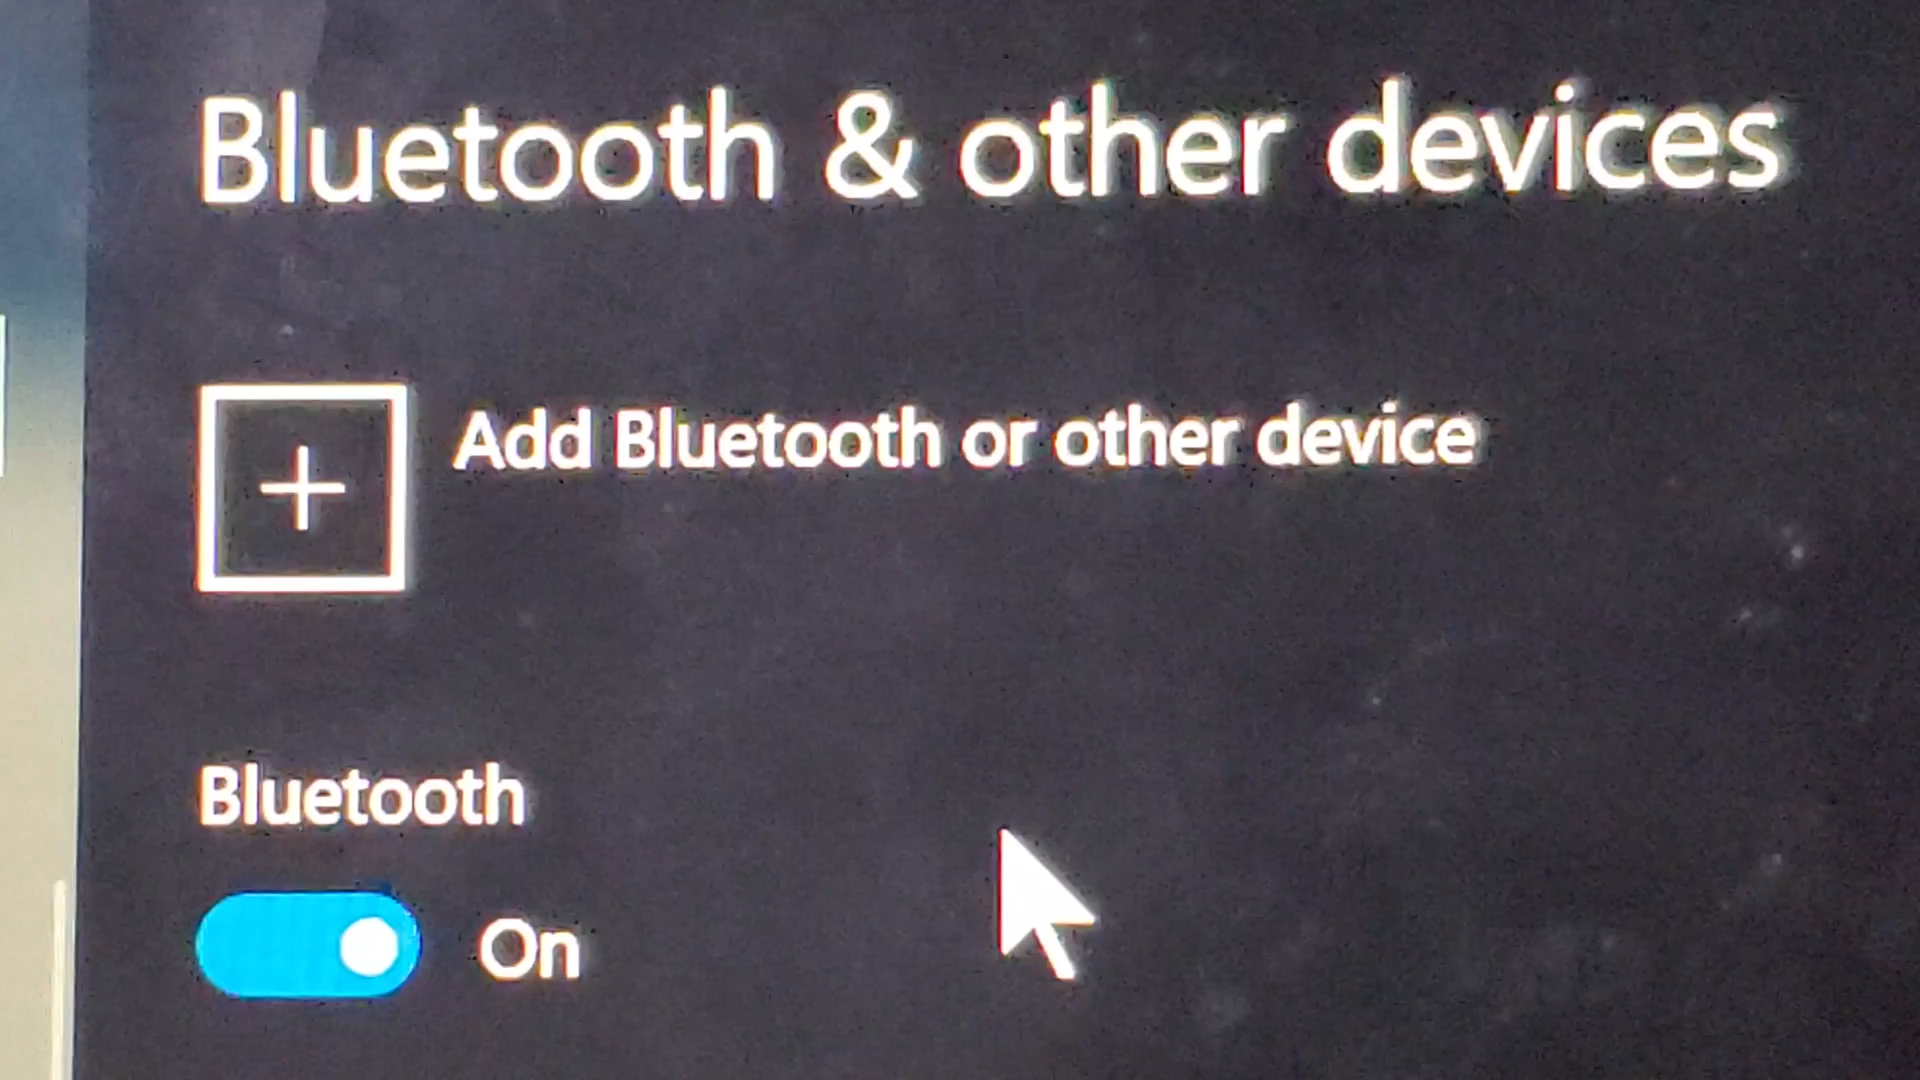 Bluetooth & other devices
Add Bluetooth or other device
Bluetooth
On